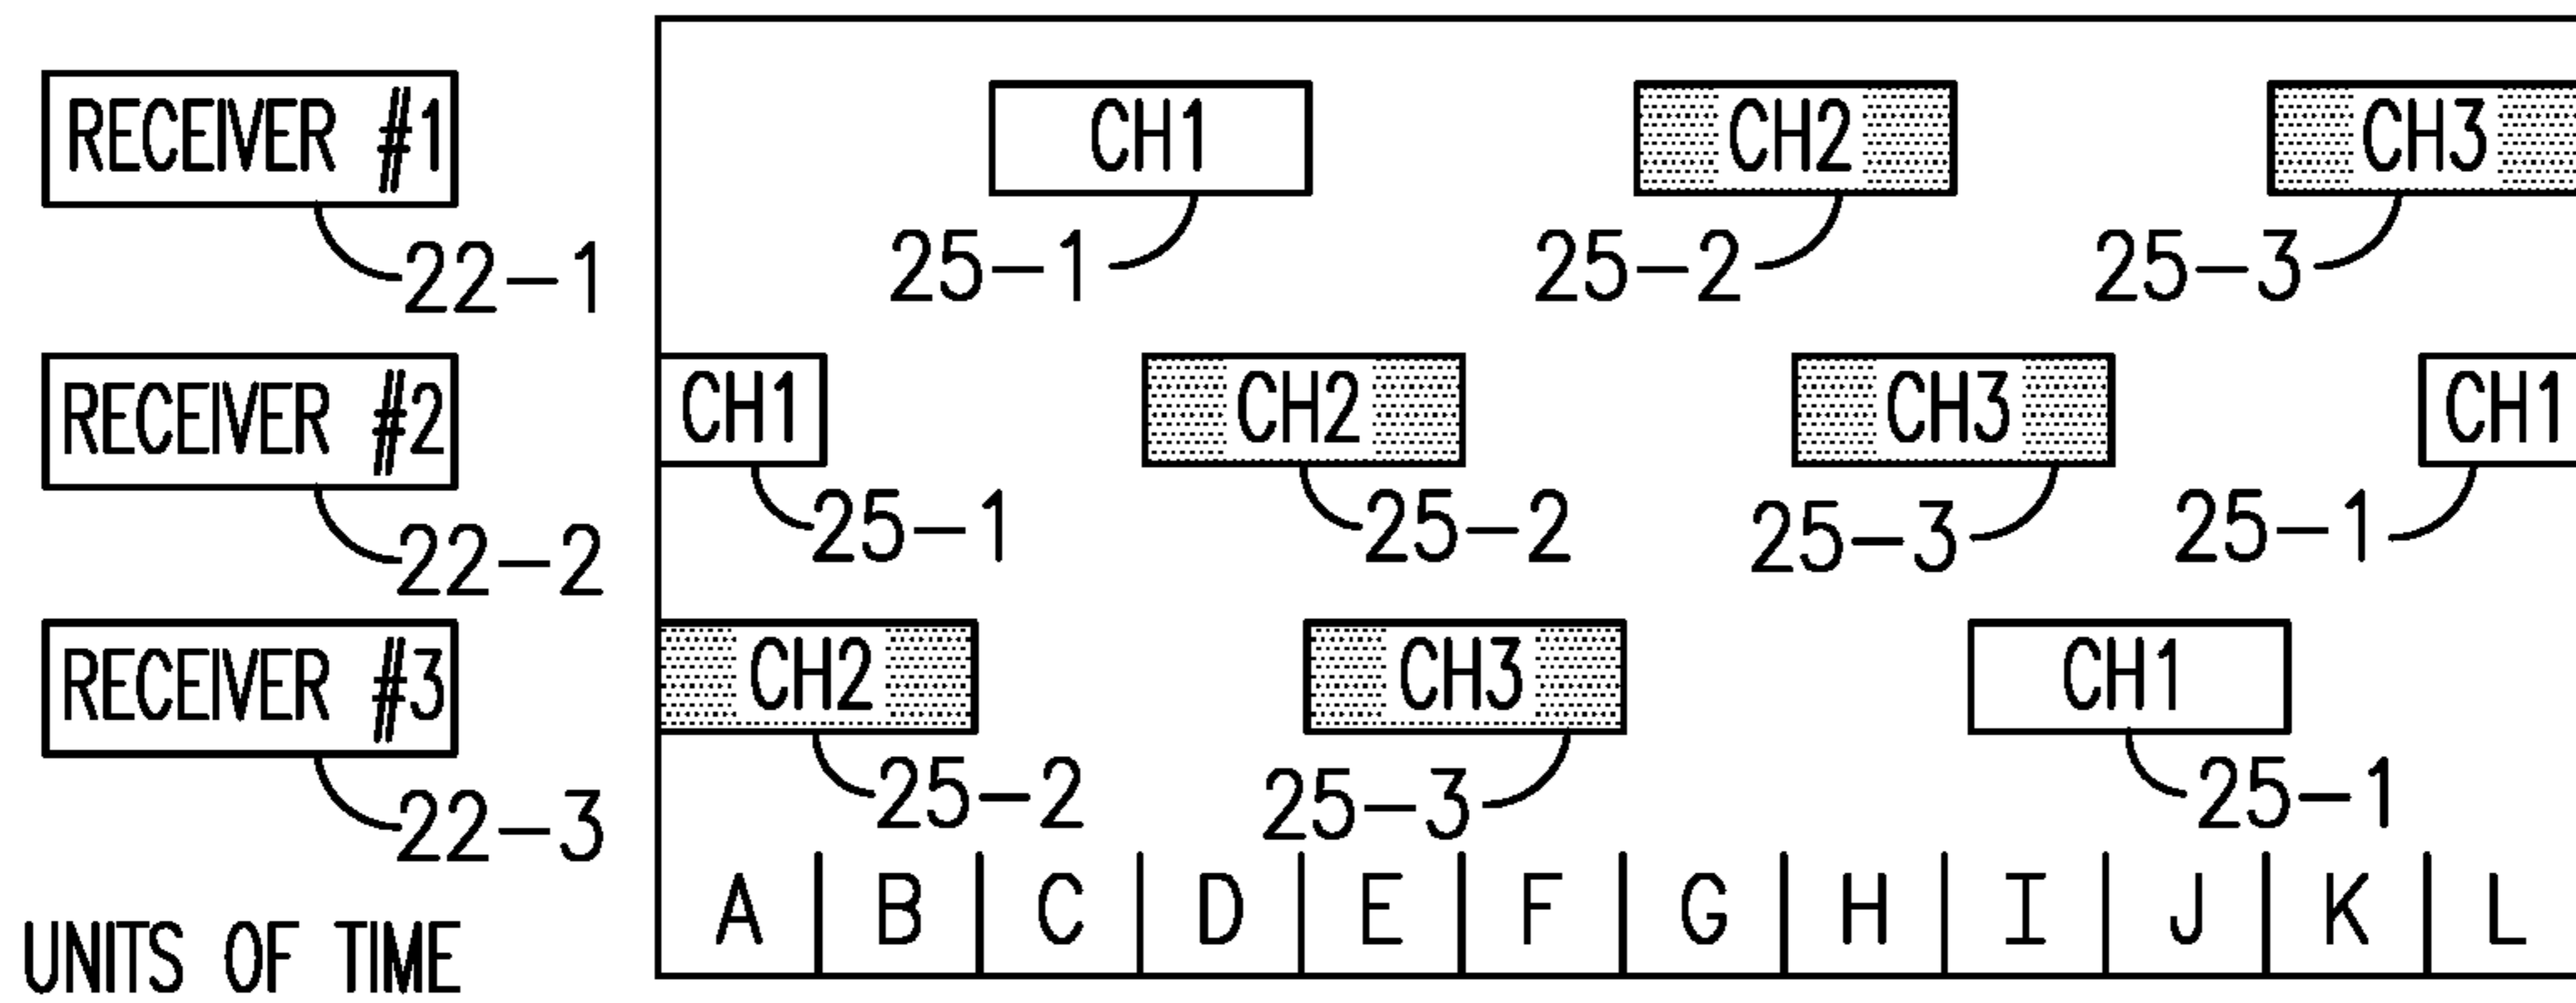 RECEIVER #1 CH1 CH2 CH3
22-1 25-1 25-2 25-3
RECEIVER #2 CH1 CH2 CH3 CH1
22-2 25-1 25-2 25-3 25-1
RECEIVER #3 CH2 CH3 CH1
22-3 25-2 25-3 25-1
UNITS OF TIME A B C D E F G H I J K L